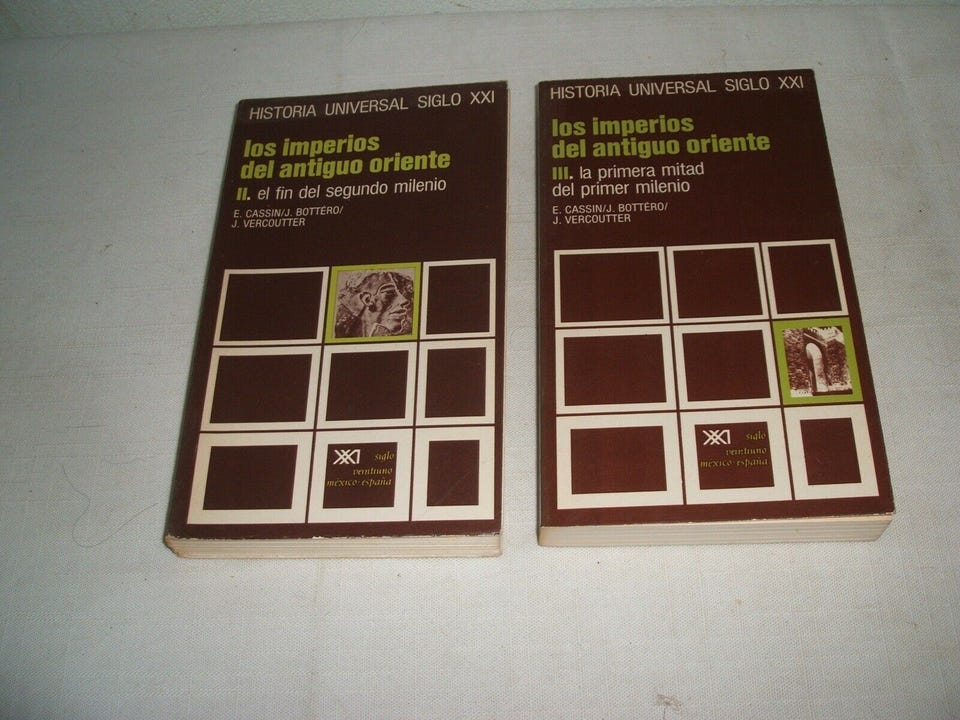 HISTORIA UNIVERSAL SIGLO XXI
los imperios
del antiguo oriente
II. el fin del segundo milenio
E. CASSIN/J. BOTTÉRO/
J. VERCOUTTER
XXI siglo
veintiuno
méxico-españa
HISTORIA UNIVERSAL SIGLO XXI
los imperios
del antiguo oriente
III. la primera mitad
del primer milenio
E. CASSIN/J. BOTTÉRO/
J. VERCOUTTER
XXI siglo
veintiuno
méxico-españa